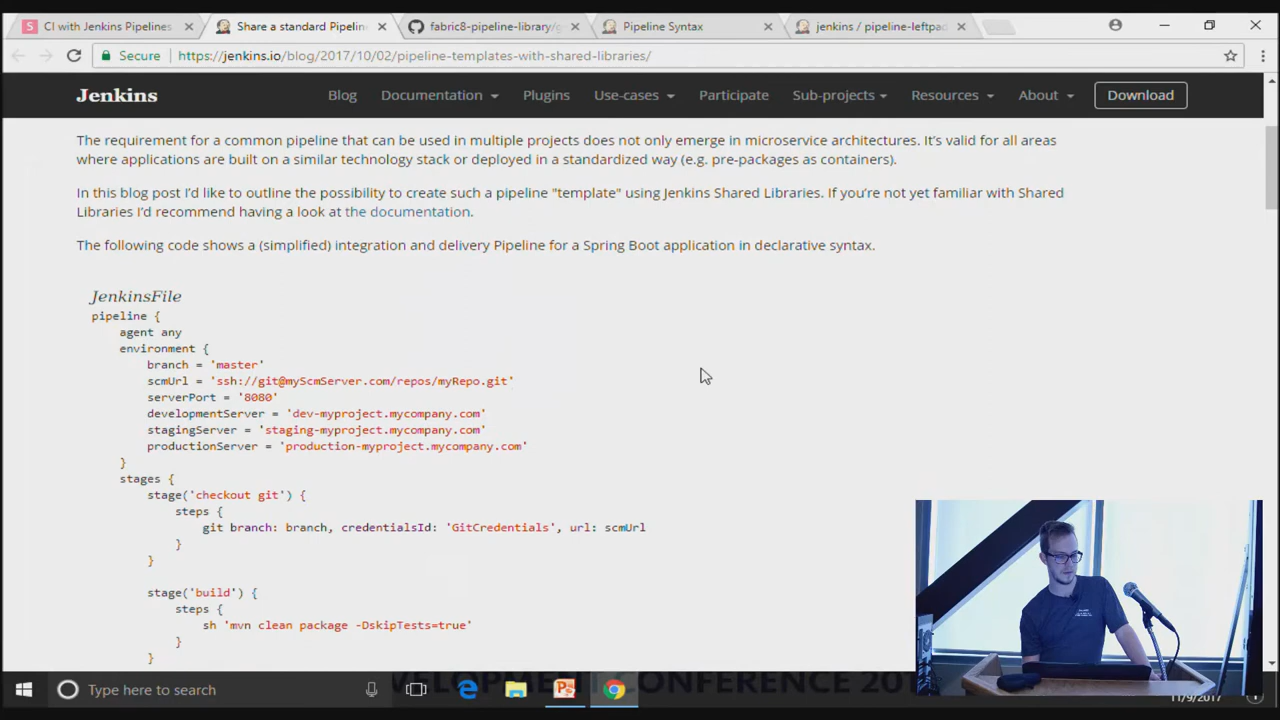 CI with Jenkins Pipelines
Share a standard Pipeline
fabric8-pipeline-library/g
Pipeline Syntax
jenkins / pipeline-leftpad
Secure
https://jenkins.io/blog/2017/10/02/pipeline-templates-with-shared-libraries/
Jenkins
Blog
Documentation
Plugins
Use-cases
Participate
Sub-projects
Resources
About
Download
The requirement for a common pipeline that can be used in multiple projects does not only emerge in microservice architectures. It's valid for all areas
where applications are built on a similar technology stack or deployed in a standardized way (e.g. pre-packages as containers).
In this blog post I'd like to outline the possibility to create such a pipeline "template" using Jenkins Shared Libraries. If you're not yet familiar with Shared
Libraries I'd recommend having a look at the documentation.
The following code shows a (simplified) integration and delivery Pipeline for a Spring Boot application in declarative syntax.
JenkinsFile
pipeline {
agent any
environment {
branch = 'master'
scmUrl = 'ssh://git@myScmServer.com/repos/myRepo.git'
serverPort = '8080'
developmentServer = 'dev-myproject.mycompany.com'
stagingServer = 'staging-myproject.mycompany.com'
productionServer = 'production-myproject.mycompany.com'
}
stages {
stage('checkout git') {
steps {
git branch: branch, credentialsId: 'GitCredentials', url: scmUrl
}
}
stage('build') {
steps {
sh 'mvn clean package -DskipTests=true'
}
}
Type here to search
CONFERENCE
11/9/2017